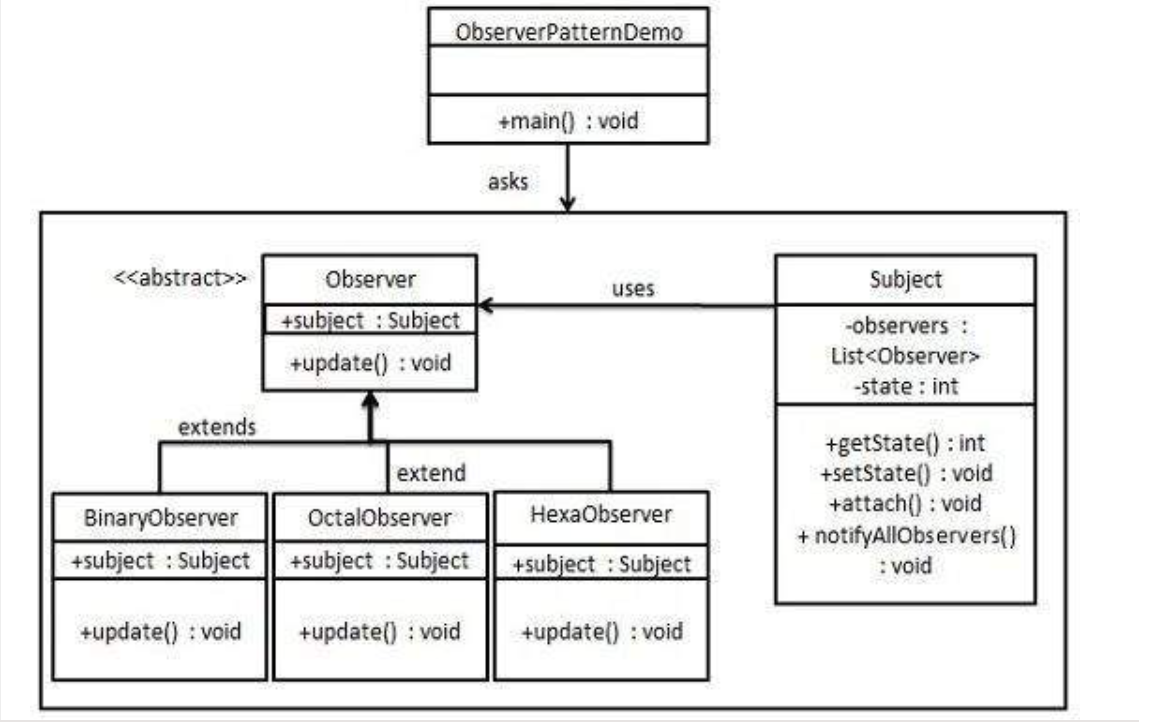 ObserverPatternDemo
+main() : void
asks
<<abstract>>
Observer
+subject : Subject
+update() : void
uses
Subject
-observers :
List<Observer>
-state : int
+getState() : int
+setState() : void
+attach() : void
+ notifyAllObservers()
: void
extends
extend
BinaryObserver
+subject : Subject
+update() : void
OctalObserver
+subject : Subject
+update() : void
HexaObserver
+subject : Subject
+update() : void